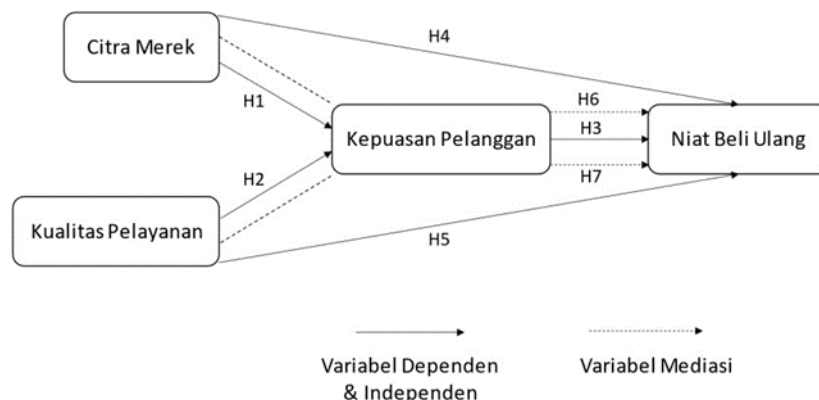 Citra Merek
H4
H1
H6
Kepuasan Pelanggan
H3
Niat Beli Ulang
H2
H7
Kualitas Pelayanan
H5
Variabel Dependen
& Independen
Variabel Mediasi